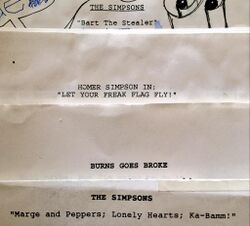 THE SIMPSONS
"Bart The Stealer"
HOMER SIMPSON IN:
"LET YOUR FREAK FLAG FLY!"
BURNS GOES BROKE
THE SIMPSONS
"Marge and Peppers; Lonely Hearts; Ka-Bamm!"